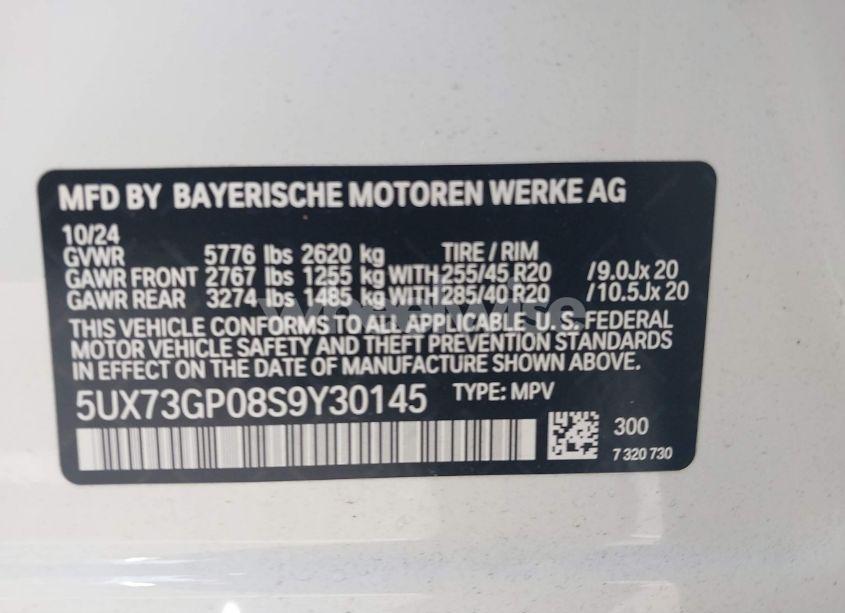 MFD BY BAYERISCHE MOTOREN WERKE AG
10/24
GVWR 5776 lbs 2620 kg TIRE / RIM
GAWR FRONT 2767 lbs 1255 kg WITH 255/45 R20 /9.0Jx 20
GAWR REAR 3274 lbs 1485 kg WITH 285/40 R20 /10.5Jx 20
THIS VEHICLE CONFORMS TO ALL APPLICABLE U. S. FEDERAL
MOTOR VEHICLE SAFETY AND THEFT PREVENTION STANDARDS
IN EFFECT ON THE DATE OF MANUFACTURE SHOWN ABOVE.
5UX73GP08S9Y30145 TYPE: MPV
300
7 320 730